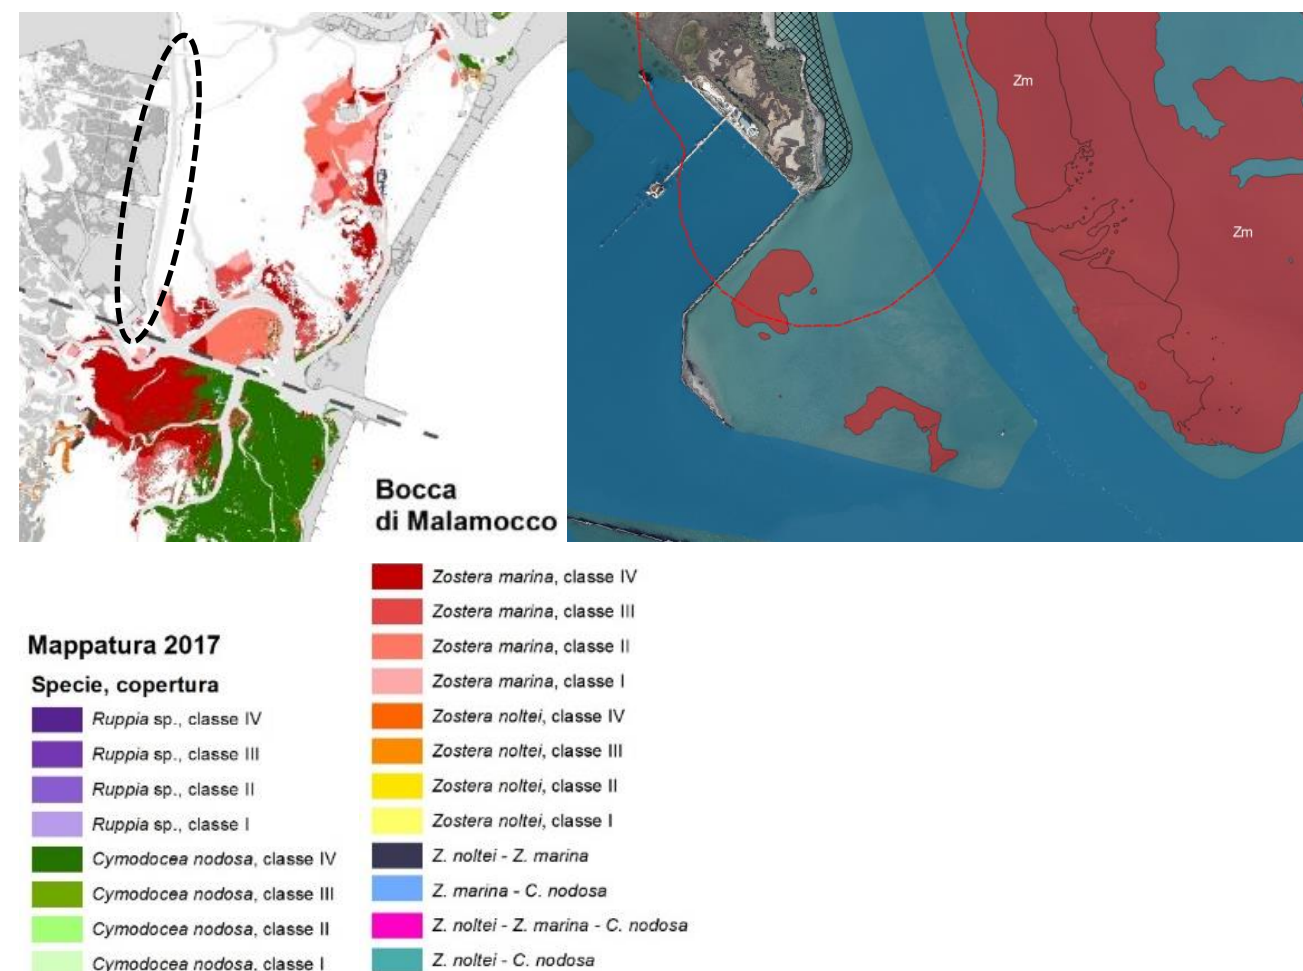 Zm
Zm
Bocca
di Malamocco
Mappatura 2017
Specie, copertura
Ruppia sp., classe IV
Ruppia sp., classe III
Ruppia sp., classe II
Ruppia sp., classe I
Cymodocea nodosa, classe IV
Cymodocea nodosa, classe III
Cymodocea nodosa, classe II
Cymodocea nodosa, classe I
Zostera marina, classe IV
Zostera marina, classe III
Zostera marina, classe II
Zostera marina, classe I
Zostera noltei, classe IV
Zostera noltei, classe III
Zostera noltei, classe II
Zostera noltei, classe I
Z. noltei - Z. marina
Z. marina - C. nodosa
Z. noltei - Z. marina - C. nodosa
Z. noltei - C. nodosa